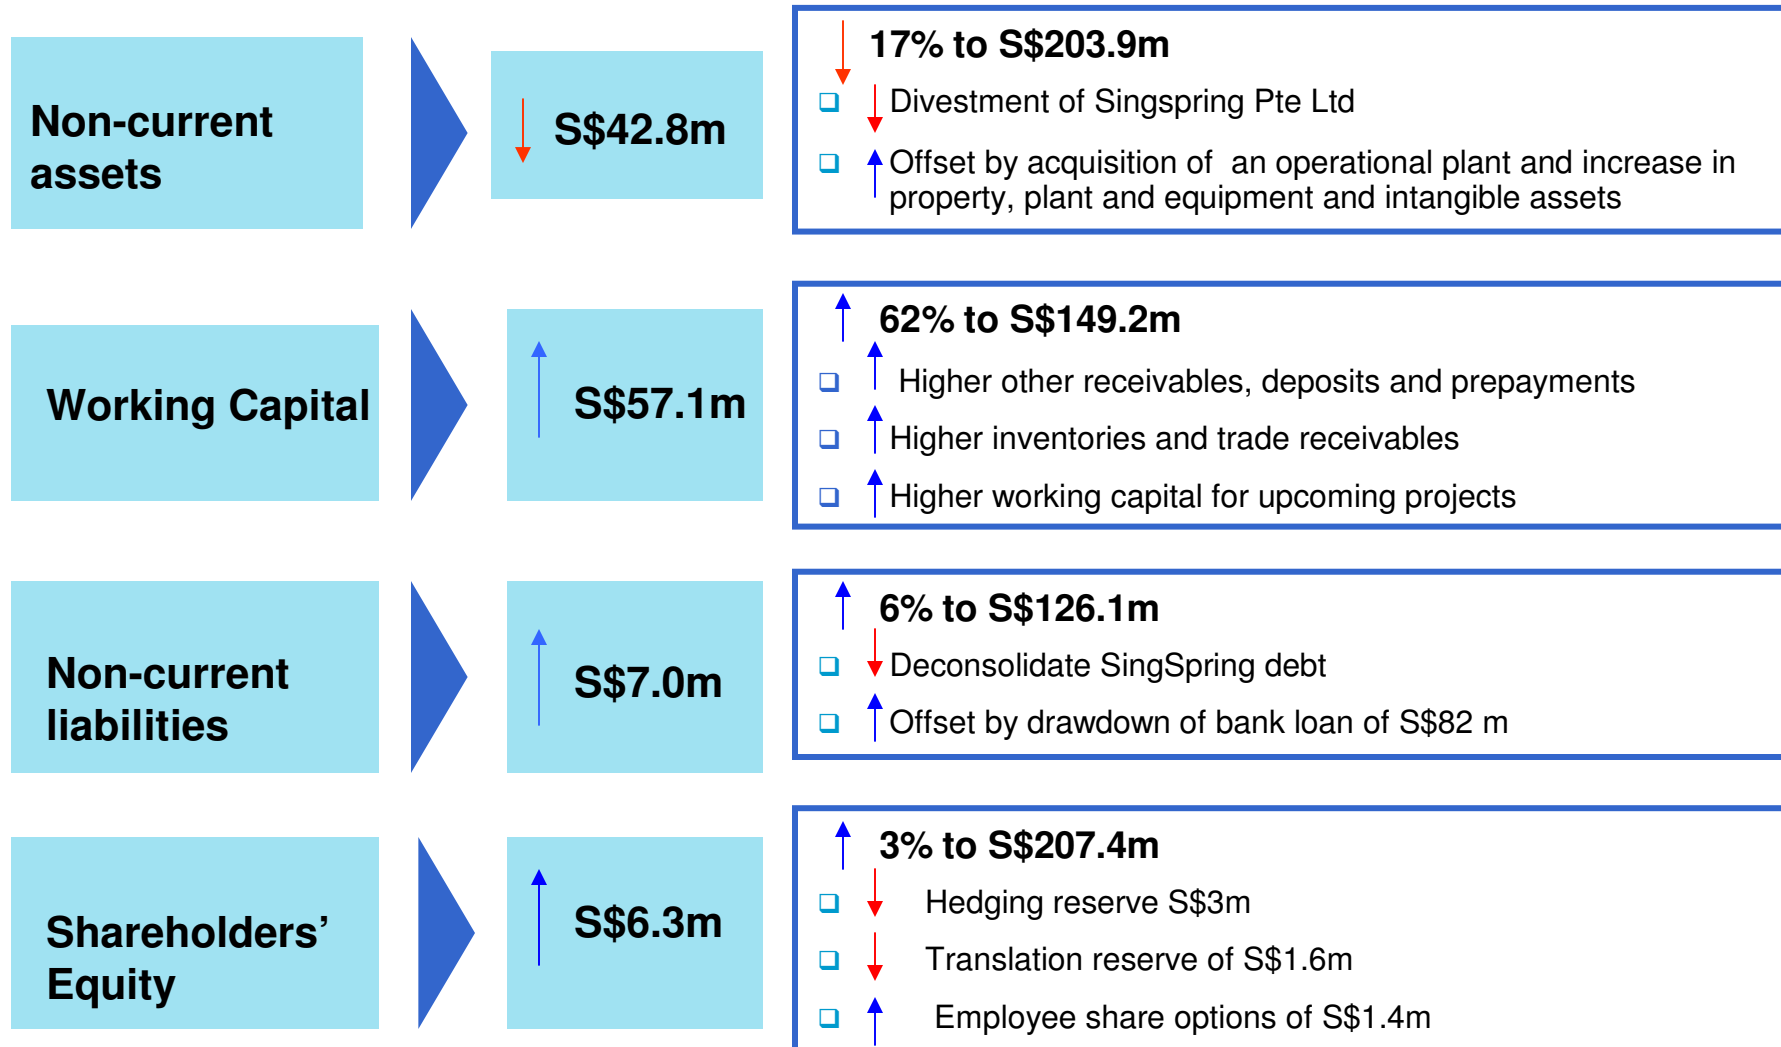 Non-current
assets
S$42.8m
17% to S$203.9m
Divestment of Singspring Pte Ltd
Offset by acquisition of an operational plant and increase in
property, plant and equipment and intangible assets
Working Capital
S$57.1m
62% to S$149.2m
Higher other receivables, deposits and prepayments
Higher inventories and trade receivables
Higher working capital for upcoming projects
Non-current
liabilities
S$7.0m
6% to S$126.1m
Deconsolidate SingSpring debt
Offset by drawdown of bank loan of S$82 m
Shareholders’
Equity
S$6.3m
3% to S$207.4m
Hedging reserve S$3m
Translation reserve of S$1.6m
Employee share options of S$1.4m